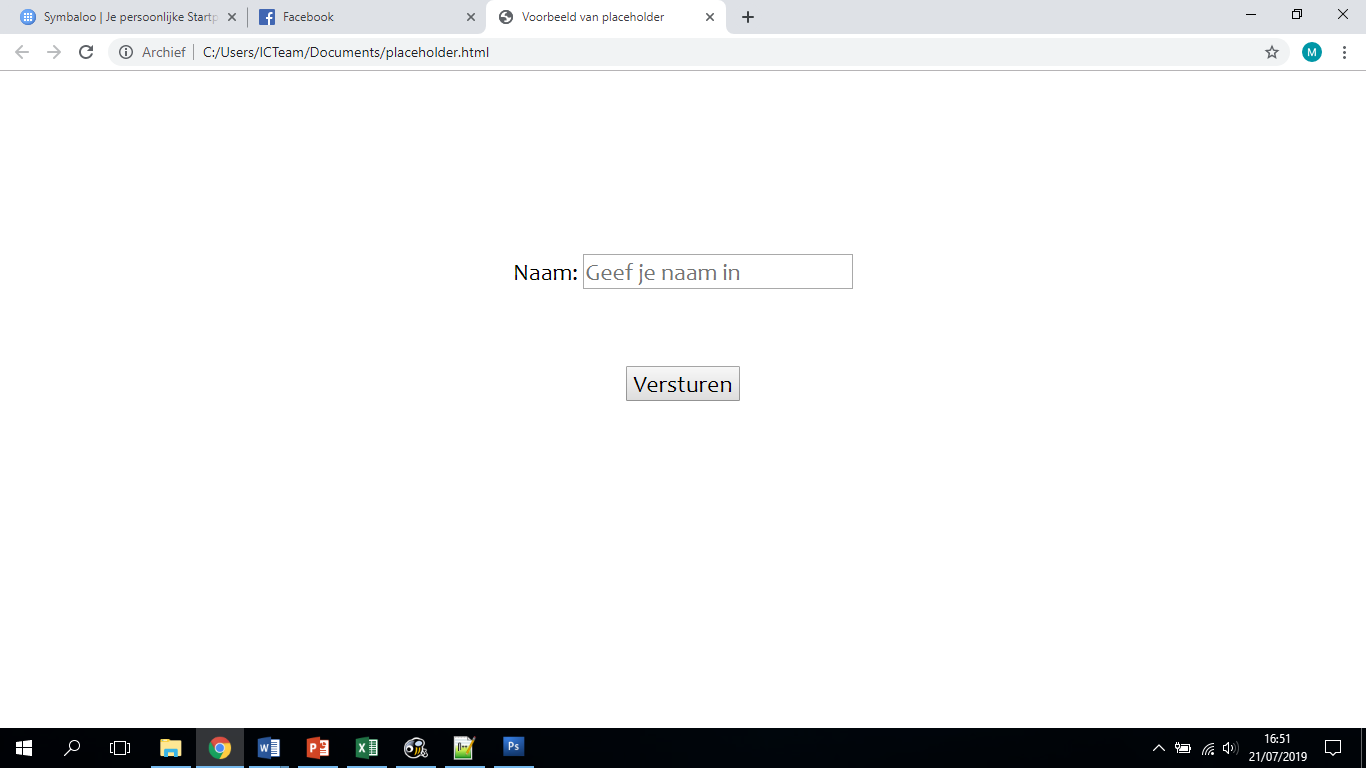 Symbaloo | Je persoonlijke Startp
Facebook
Voorbeeld van placeholder
Archief
C:/Users/ICTeam/Documents/placeholder.html
M
Naam:
Geef je naam in
Versturen
Ps
16:51
21/07/2019